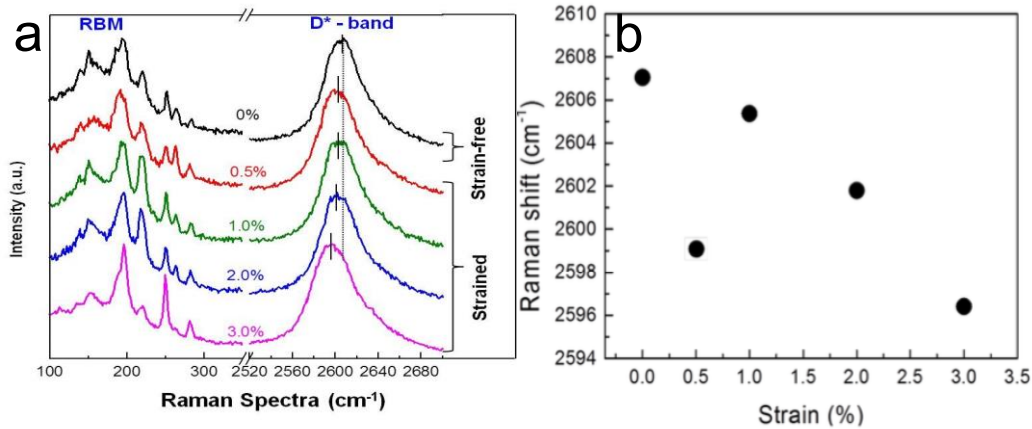 a
RBM
D* - band
0%
0.5%
1.0%
2.0%
3.0%
Strain-free
Strained
Intensity (a.u.)
100 200 300 2520 2560 2600 2640 2680
Raman Spectra (cm-1)
b
2610
2608
2606
2604
2602
2600
2598
2596
2594
Raman shift (cm-1)
0.0 0.5 1.0 1.5 2.0 2.5 3.0 3.5
Strain (%)